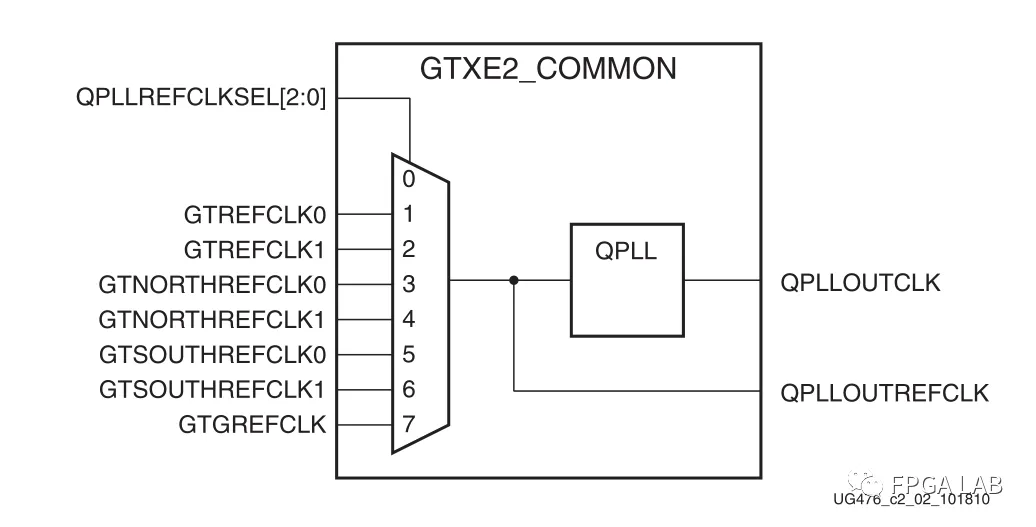 GTXE2_COMMON
QPLLREFCLKSEL[2:0]
0
GTREFCLK0 1
GTREFCLK1 2
GTNORTHREFCLK0 3
GTNORTHREFCLK1 4
GTSOUTHREFCLK0 5
GTSOUTHREFCLK1 6
GTGREFCLK 7
QPLL
QPLLOUTCLK
QPLLOUTREFCLK
FPGA LAB
UG476_c2_02_101810